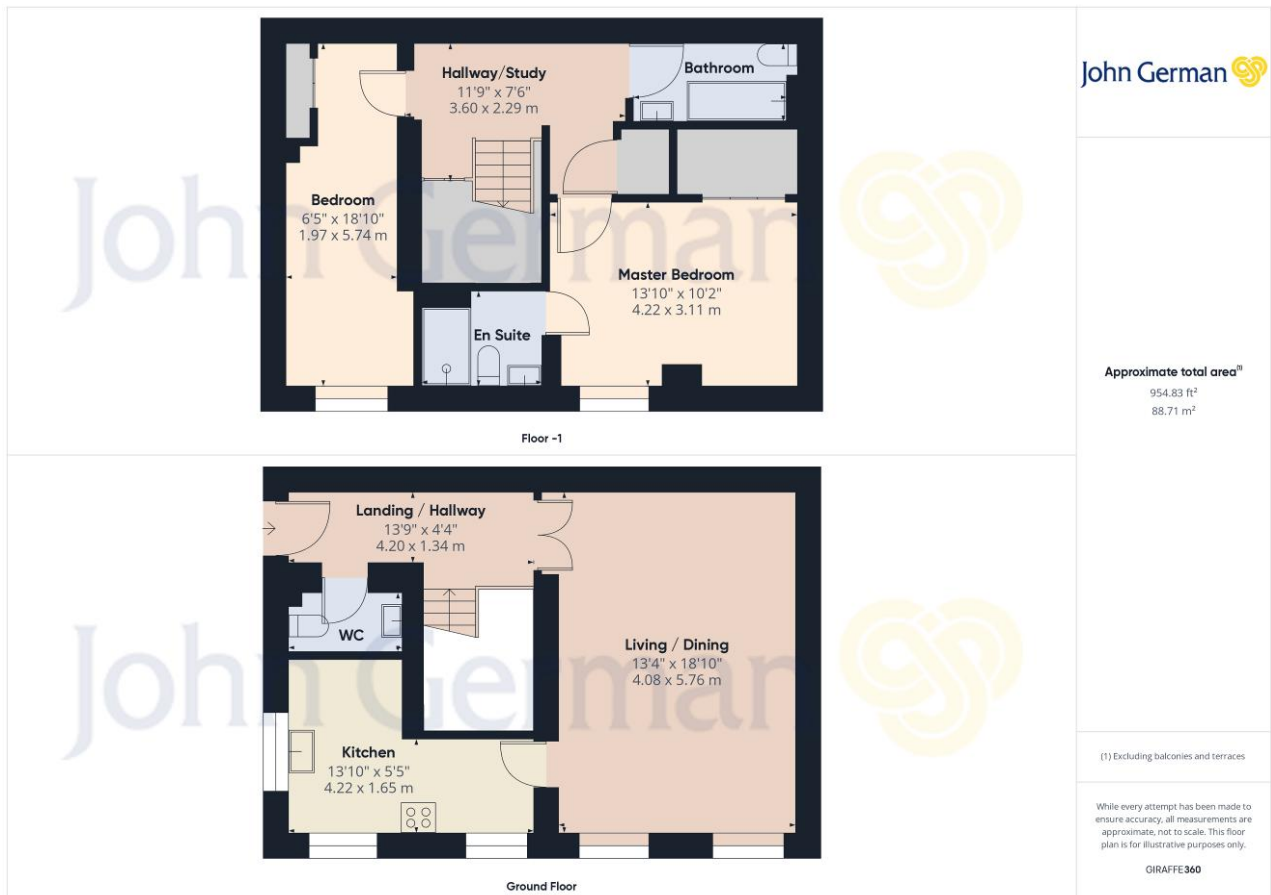 Hallway/Study
11'9" x 7'6"
3.60 x 2.29 m
Bathroom
Bedroom
6'5" x 18'10"
1.97 x 5.74 m
Master Bedroom
13'10" x 10'2"
4.22 x 3.11 m
En Suite
John German
Floor -1
Landing / Hallway
13'9" x 4'4"
4.20 x 1.34 m
WC
Living / Dining
13'4" x 18'10"
4.08 x 5.76 m
Kitchen
13'10" x 5'5"
4.22 x 1.65 m
John German
Ground Floor
John German
Approximate total area(1)
954.83 ft²
88.71 m²
(1) Excluding balconies and terraces
While every attempt has been made to
ensure accuracy, all measurements are
approximate, not to scale. This floor
plan is for illustrative purposes only.
GIRAFFE360